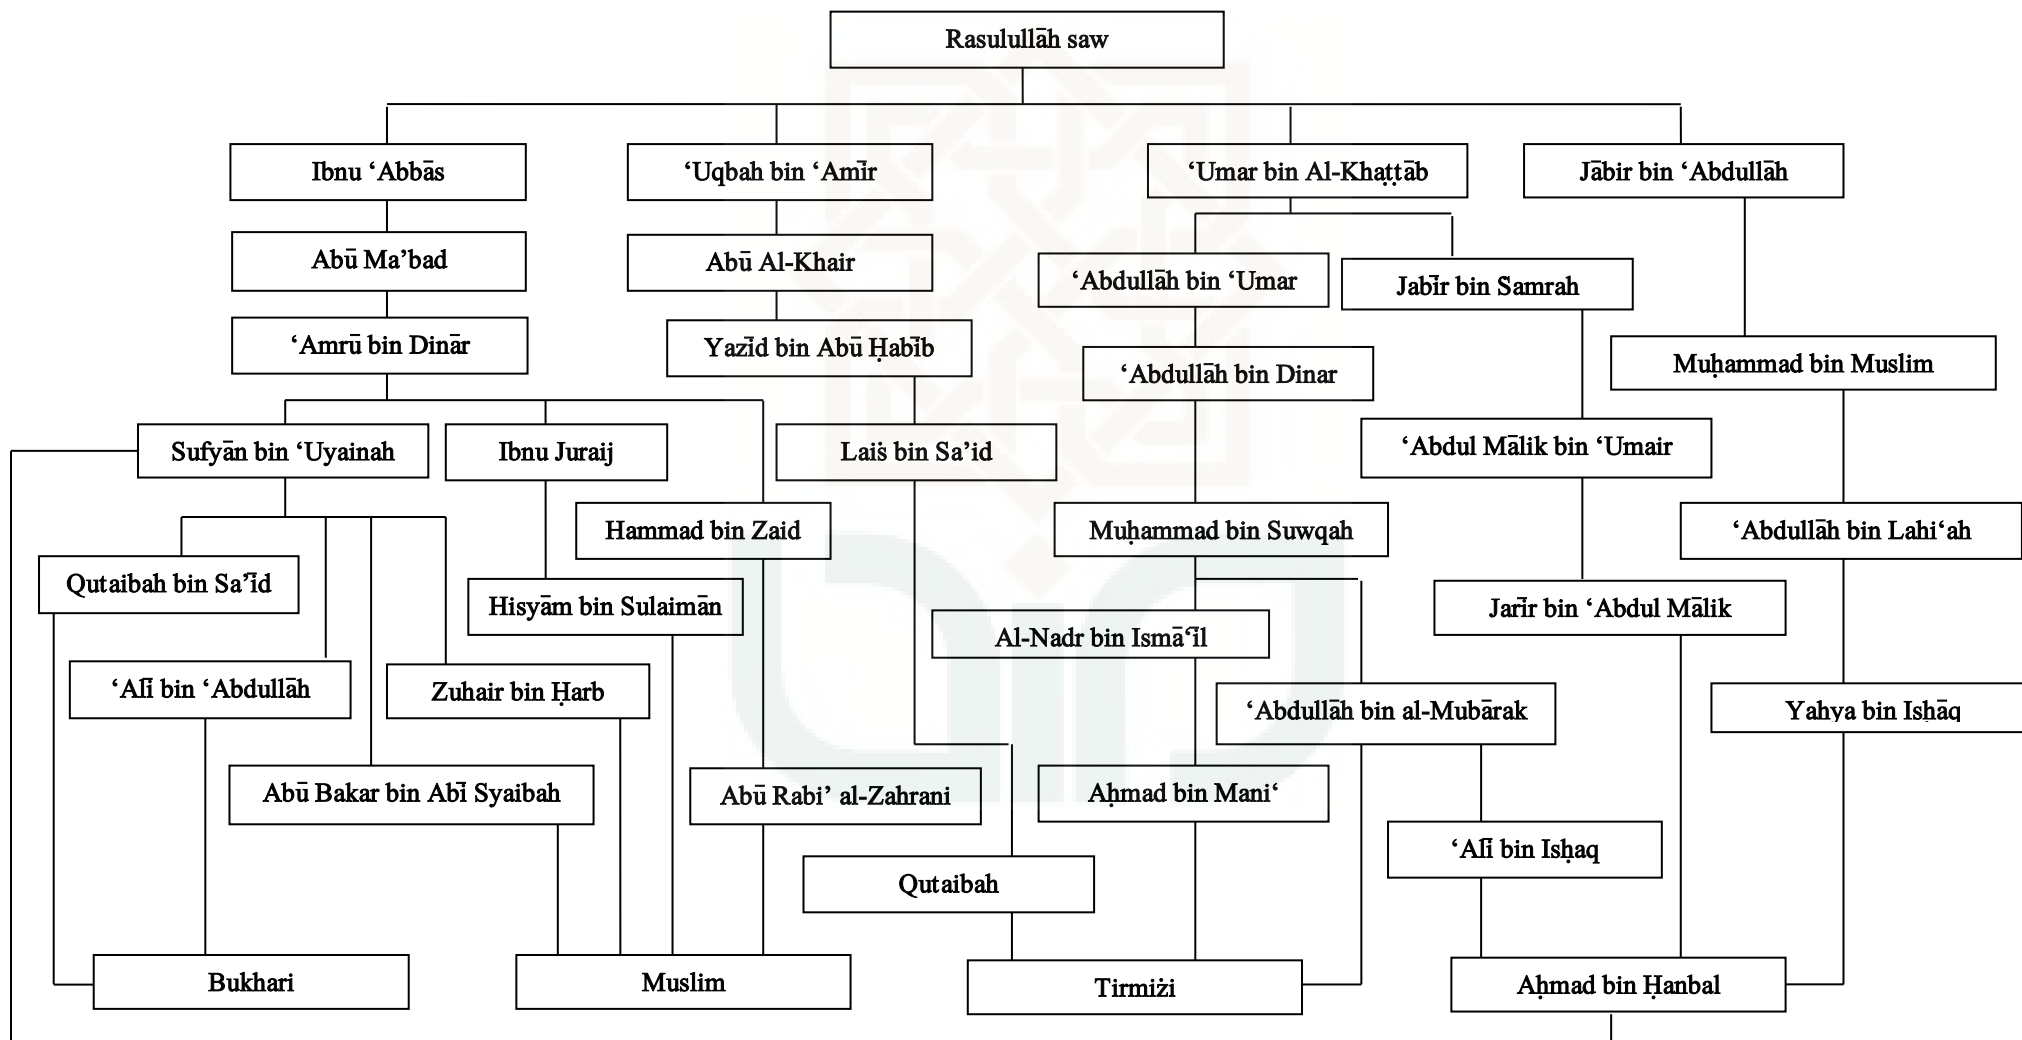 Rasulullāh saw
Ibnu ‘Abbās
‘Uqbah bin ‘Amīr
‘Umar bin Al-Khaṭṭāb
Jābir bin ‘Abdullāh
Abū Ma’bad
Abū Al-Khair
‘Abdullāh bin ‘Umar
Jabīr bin Samrah
‘Amrū bin Dinār
Yazīd bin Abū Ḥabīb
‘Abdullāh bin Dinar
Muḥammad bin Muslim
Sufyān bin ‘Uyainah
Ibnu Juraij
Laiṡ bin Sa’id
‘Abdul Mālik bin ‘Umair
Hammad bin Zaid
Muḥammad bin Suwqah
‘Abdullāh bin Lahi‘ah
Qutaibah bin Sa’īd
Hisyām bin Sulaimān
Jarīr bin ‘Abdul Mālik
Al-Nadr bin Ismā‘īl
‘Alī bin ‘Abdullāh
Zuhair bin Ḥarb
‘Abdullāh bin al-Mubārak
Yahya bin Isḥāq
Abū Bakar bin Abī Syaibah
Abū Rabi’ al-Zahrani
Aḥmad bin Mani‘
‘Alī bin Isḥaq
Qutaibah
Bukhari
Muslim
Tirmiżi
Aḥmad bin Ḥanbal